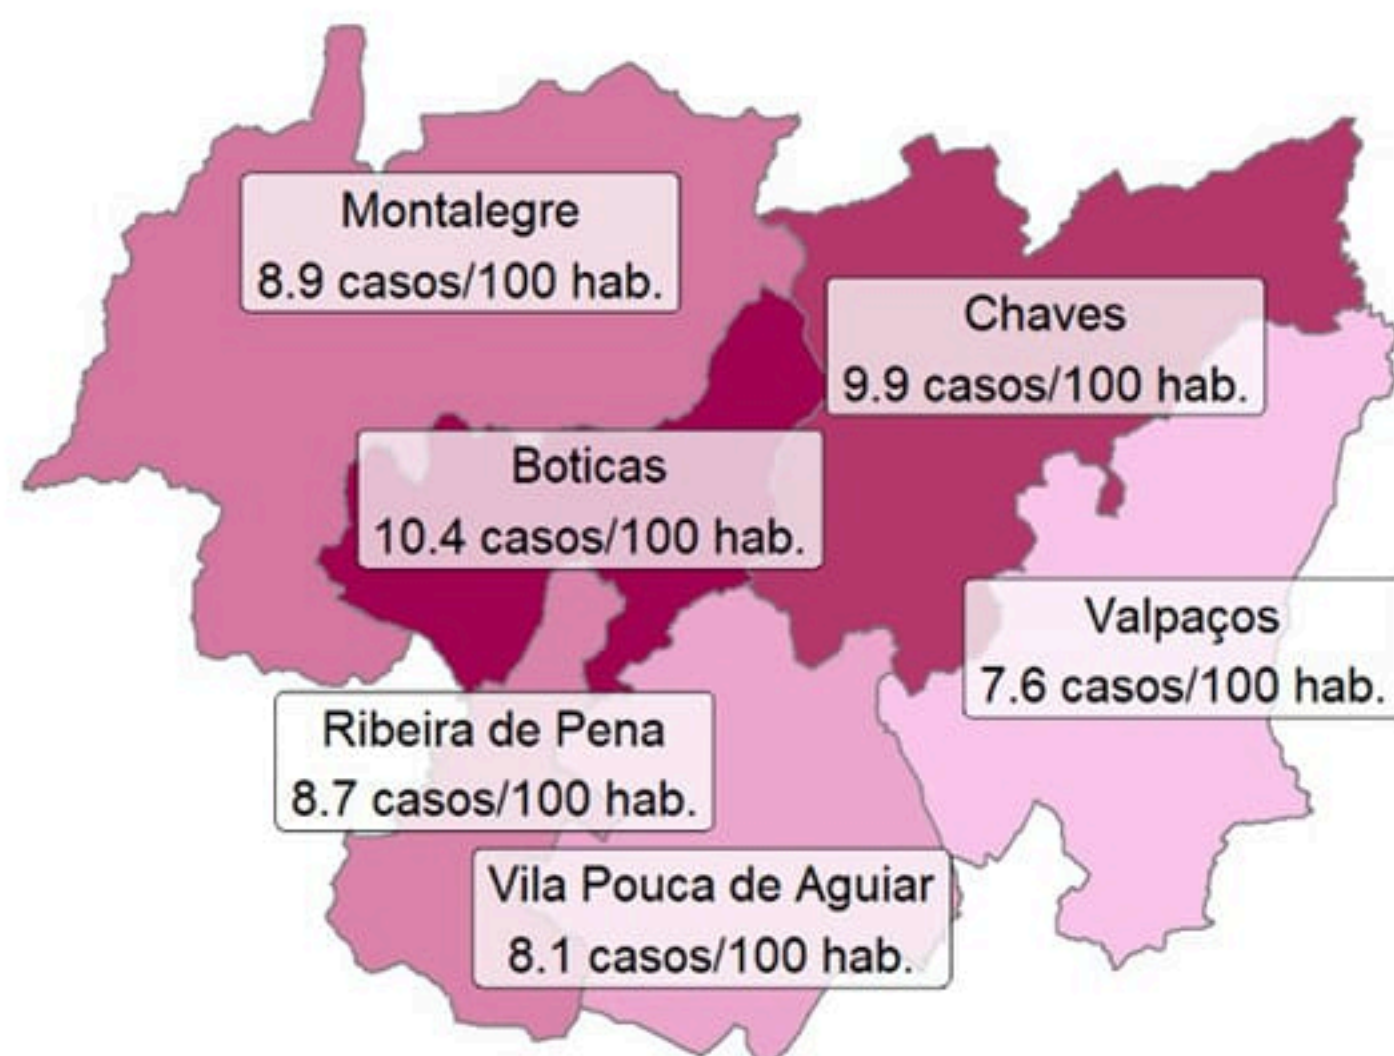 Montalegre
8.9 casos/100 hab.
Chaves
9.9 casos/100 hab.
Boticas
10.4 casos/100 hab.
Valpaços
7.6 casos/100 hab.
Ribeira de Pena
8.7 casos/100 hab.
Vila Pouca de Aguiar
8.1 casos/100 hab.